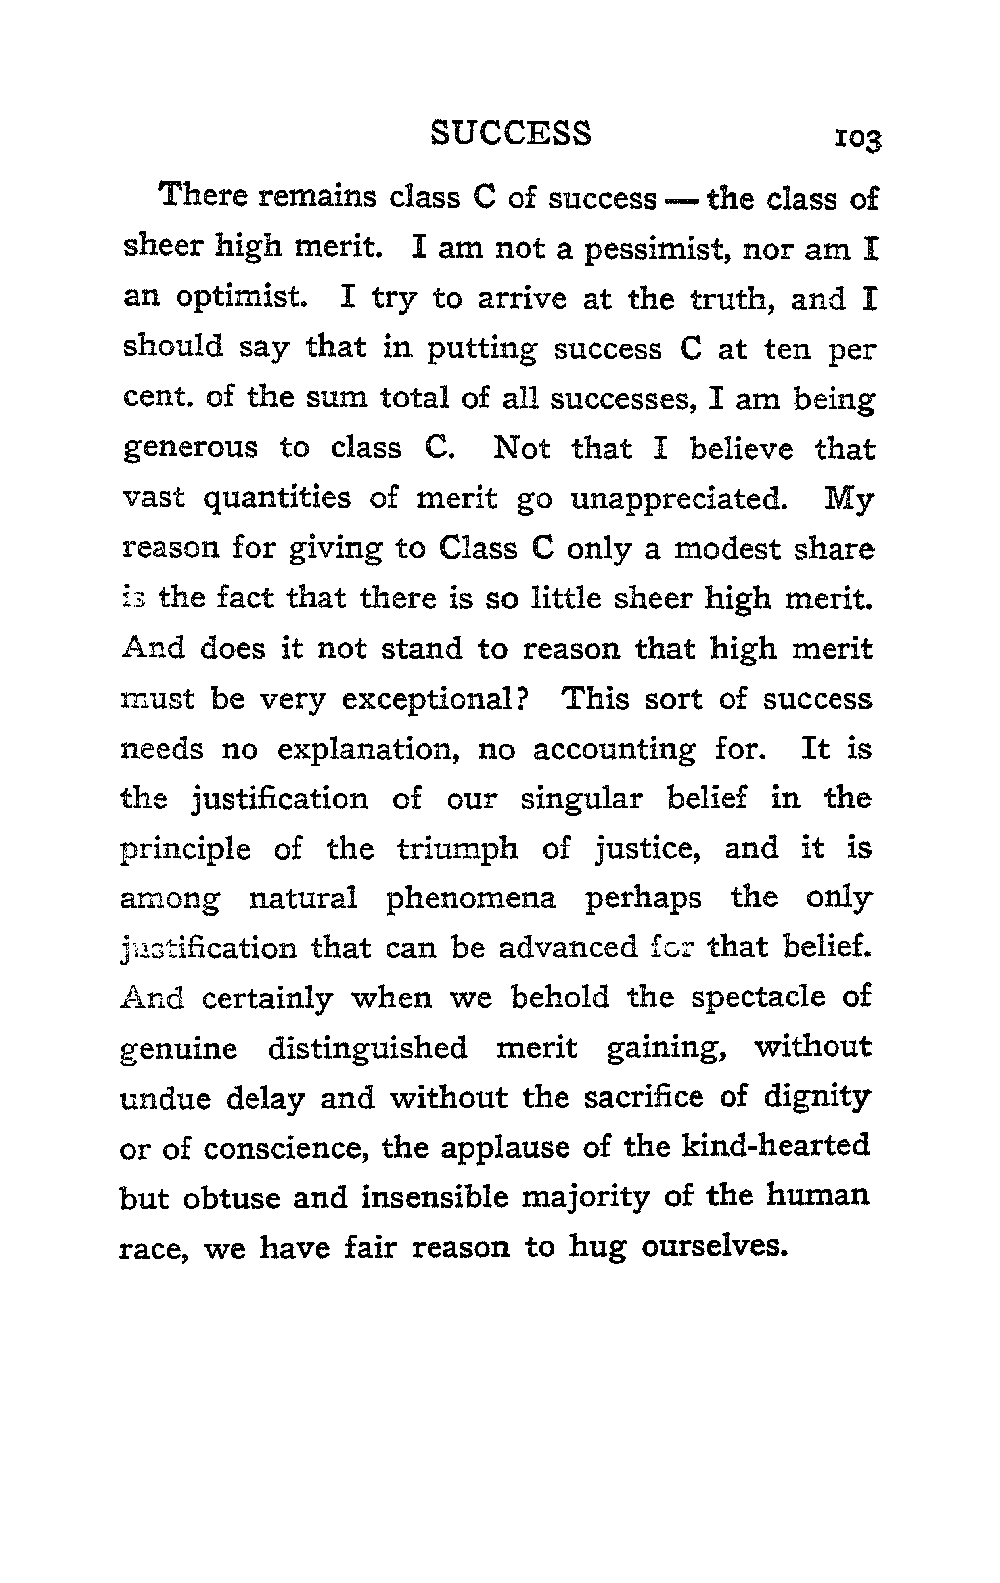 SUCCESS 103
There remains class C of success — the class of
sheer high merit. I am not a pessimist, nor am I
an optimist. I try to arrive at the truth, and I
should say that in putting success C at ten per
cent. of the sum total of all successes, I am being
generous to class C. Not that I believe that
vast quantities of merit go unappreciated. My
reason for giving to Class C only a modest share
is the fact that there is so little sheer high merit.
And does it not stand to reason that high merit
must be very exceptional? This sort of success
needs no explanation, no accounting for. It is
the justification of our singular belief in the
principle of the triumph of justice, and it is
among natural phenomena perhaps the only
justification that can be advanced for that belief.
And certainly when we behold the spectacle of
genuine distinguished merit gaining, without
undue delay and without the sacrifice of dignity
or of conscience, the applause of the kind-hearted
but obtuse and insensible majority of the human
race, we have fair reason to hug ourselves.